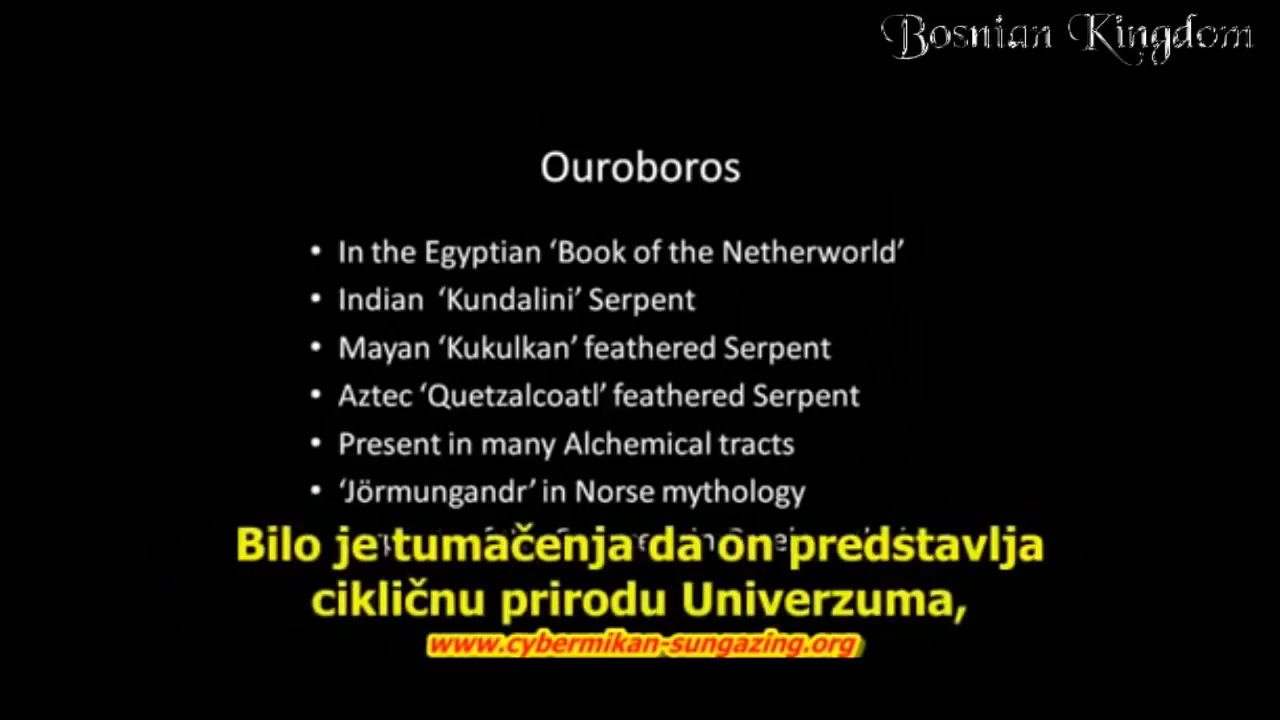 Bosnian Kingdom
Ouroboros
• In the Egyptian ‘Book of the Netherworld’
• Indian ‘Kundalini’ Serpent
• Mayan ‘Kukulkan’ feathered Serpent
• Aztec ‘Quetzalcoatl’ feathered Serpent
• Present in many Alchemical tracts
• ‘Jörmungandr’ in Norse mythology
Bilo je tumačenja da on predstavlja
cikličnu prirodu Univerzuma,
www.cybermikan-sungazing.org